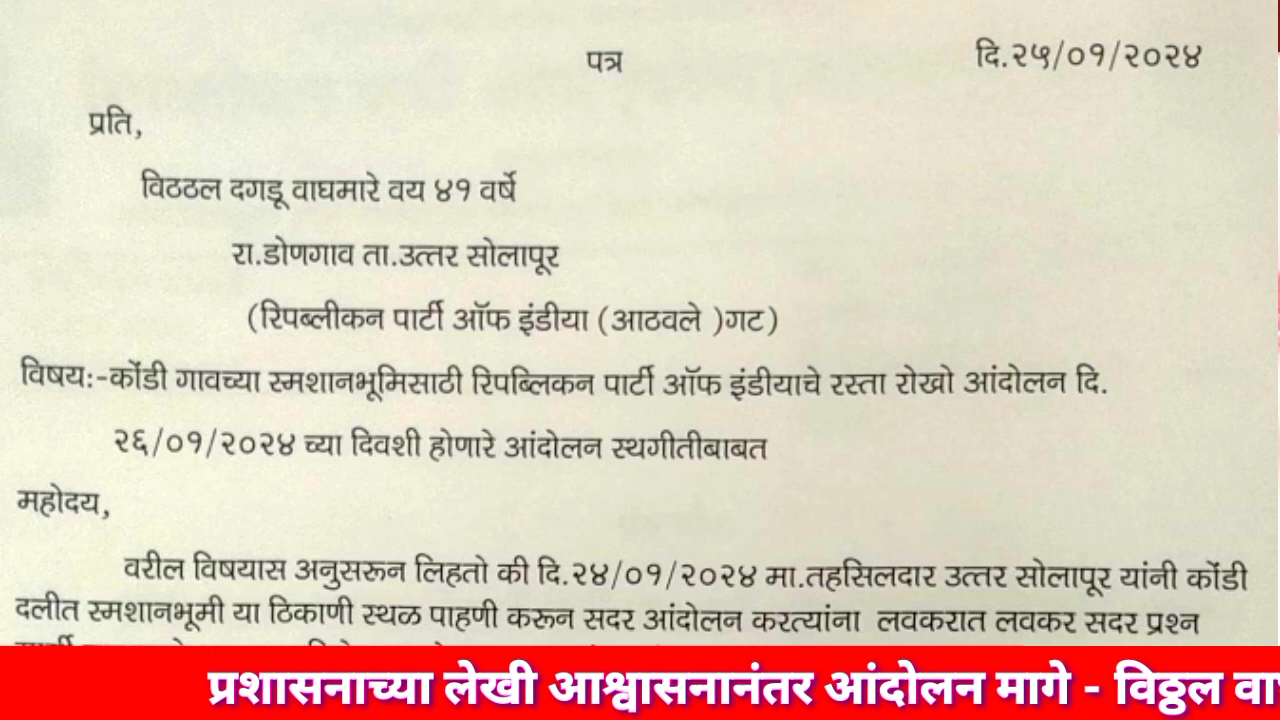 पत्र
दि.२५/०१/२०२४
प्रति,
विठठल दगडू वाघमारे वय ४१ वर्षे
रा.डोणगाव ता.उत्तर सोलापूर
(रिपब्लीकन पार्टी ऑफ इंडीया (आठवले )गट)
विषय:-कोंडी गावच्या स्मशानभूमिसाठी रिपब्लिकन पार्टी ऑफ इंडीयाचे रस्ता रोखो आंदोलन दि.
२६/०१/२०२४ च्या दिवशी होणारे आंदोलन स्थगीतीबाबत
महोदय,
वरील विषयास अनुसरून लिहतो की दि.२४/०१/२०२४ मा.तहसिलदार उत्तर सोलापूर यांनी कोंडी
दलीत स्मशानभूमी या ठिकाणी स्थळ पाहणी करून सदर आंदोलन करत्यांना लवकरात लवकर सदर प्रश्न
प्रशासनाच्या लेखी आश्वासनानंतर आंदोलन मागे - विठ्ठल वा